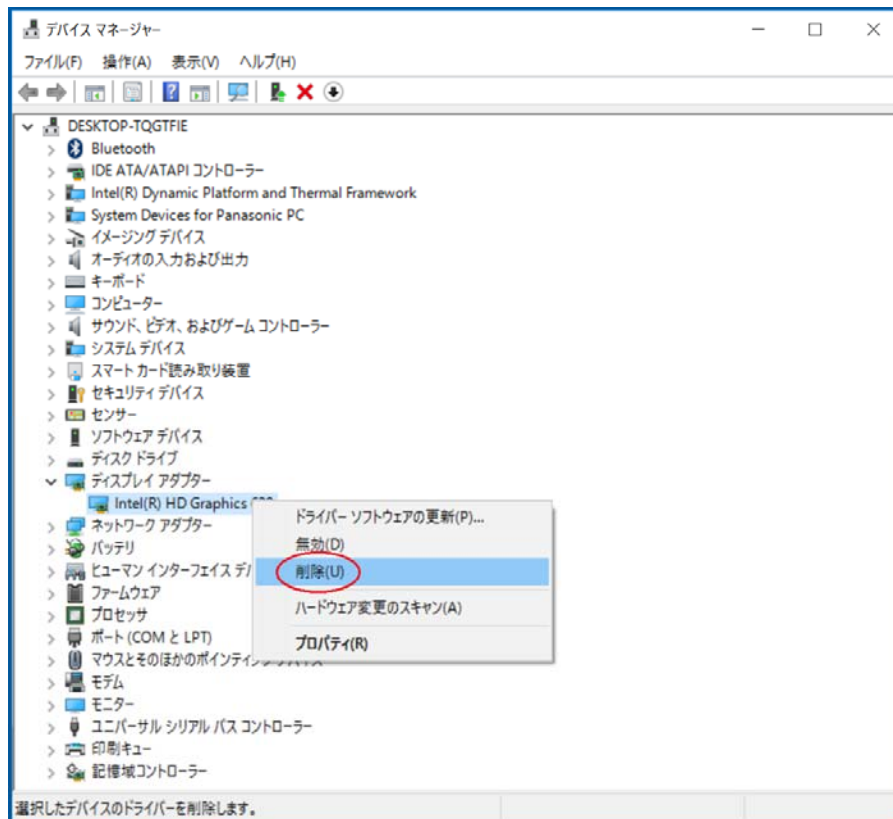 デバイス マネージャー
ファイル(F) 操作(A) 表示(V) ヘルプ(H)
DESKTOP-TQGTFIE
Bluetooth
IDE ATA/ATAPI コントローラー
Intel(R) Dynamic Platform and Thermal Framework
System Devices for Panasonic PC
イメージング デバイス
オーディオの入力および出力
キーボード
コンピューター
サウンド、ビデオ、およびゲーム コントローラー
システム デバイス
スマート カード読み取り装置
セキュリティ デバイス
センサー
ソフトウェア デバイス
ディスク ドライブ
ディスプレイ アダプター
Intel(R) HD Graphics
ネットワーク アダプター
バッテリ
ヒューマン インターフェイス デ
ファームウェア
プロセッサ
ポート (COM と LPT)
マウスとそのほかのポインティング デバイス
モデム
モニター
ユニバーサル シリアル バス コントローラー
印刷キュー
記憶域コントローラー
ドライバー ソフトウェアの更新(P)...
無効(D)
削除(U)
ハードウェア変更のスキャン(A)
プロパティ(R)
選択したデバイスのドライバーを削除します。